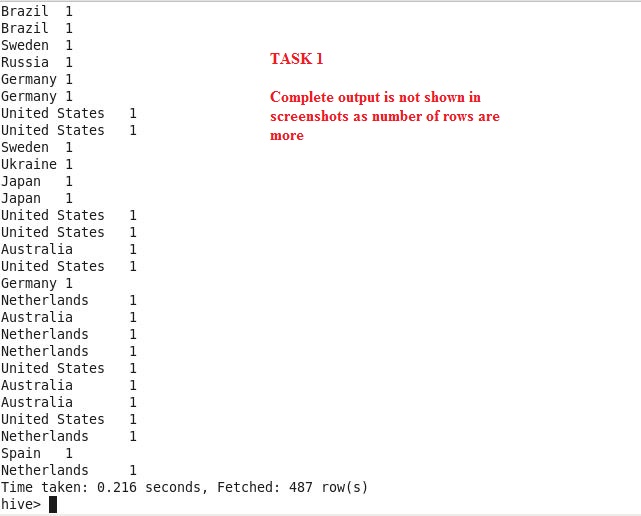 Brazil 1
Brazil 1
Sweden 1
Russia 1
Germany 1
Germany 1
United States 1
United States 1
Sweden 1
Ukraine 1
Japan 1
Japan 1
United States 1
United States 1
Australia 1
United States 1
Germany 1
Netherlands 1
Australia 1
Netherlands 1
Netherlands 1
United States 1
Australia 1
Australia 1
United States 1
Netherlands 1
Spain 1
Netherlands 1
Time taken: 0.216 seconds, Fetched: 487 row(s)
hive>
TASK 1
Complete output is not shown in
screenshots as number of rows are
more